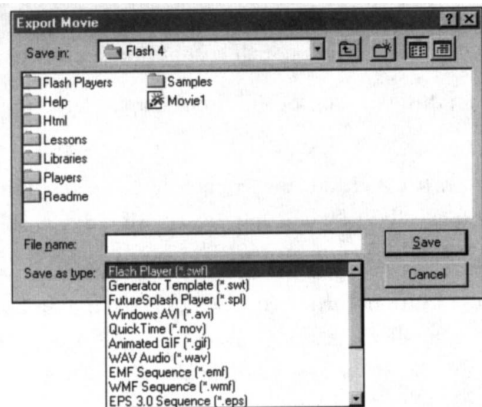 Export Movie
Save in: Flash 4
Flash Players Samples
Help Movie1
Html
Lessons
Libraries
Players
Readme
File name: Save
Save as type: Flash Player (*.swf) Cancel
Generator Template (*.swt)
FutureSplash Player (*.spl)
Windows AVI (*.avi)
QuickTime (*.mov)
Animated GIF (*.gif)
WAV Audio (*.wav)
EMF Sequence (*.emf)
WMF Sequence (*.wmf)
EPS 3.0 Sequence (*.eps)